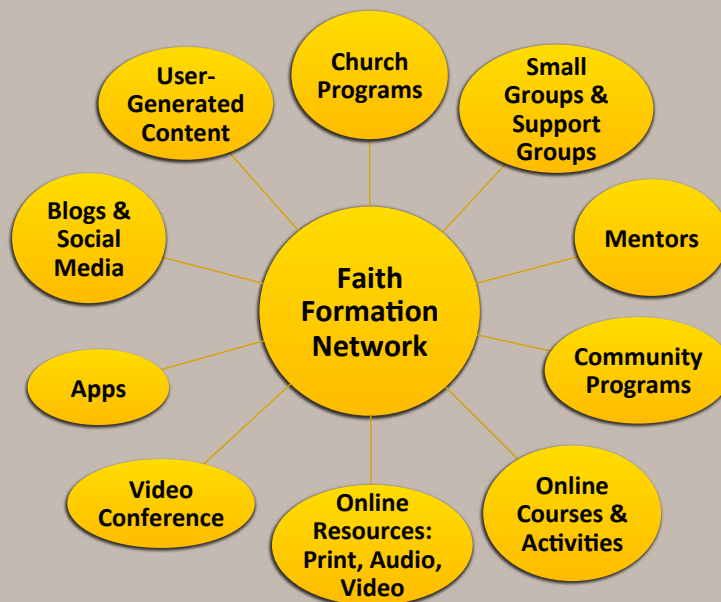 Church
Programs
Small
Groups &
Support
Groups
Mentors
Community
Programs
Online
Courses &
Activities
Online
Resources:
Print, Audio,
Video
Video
Conference
Apps
Blogs &
Social
Media
User-
Generated
Content
Faith
Formation
Network